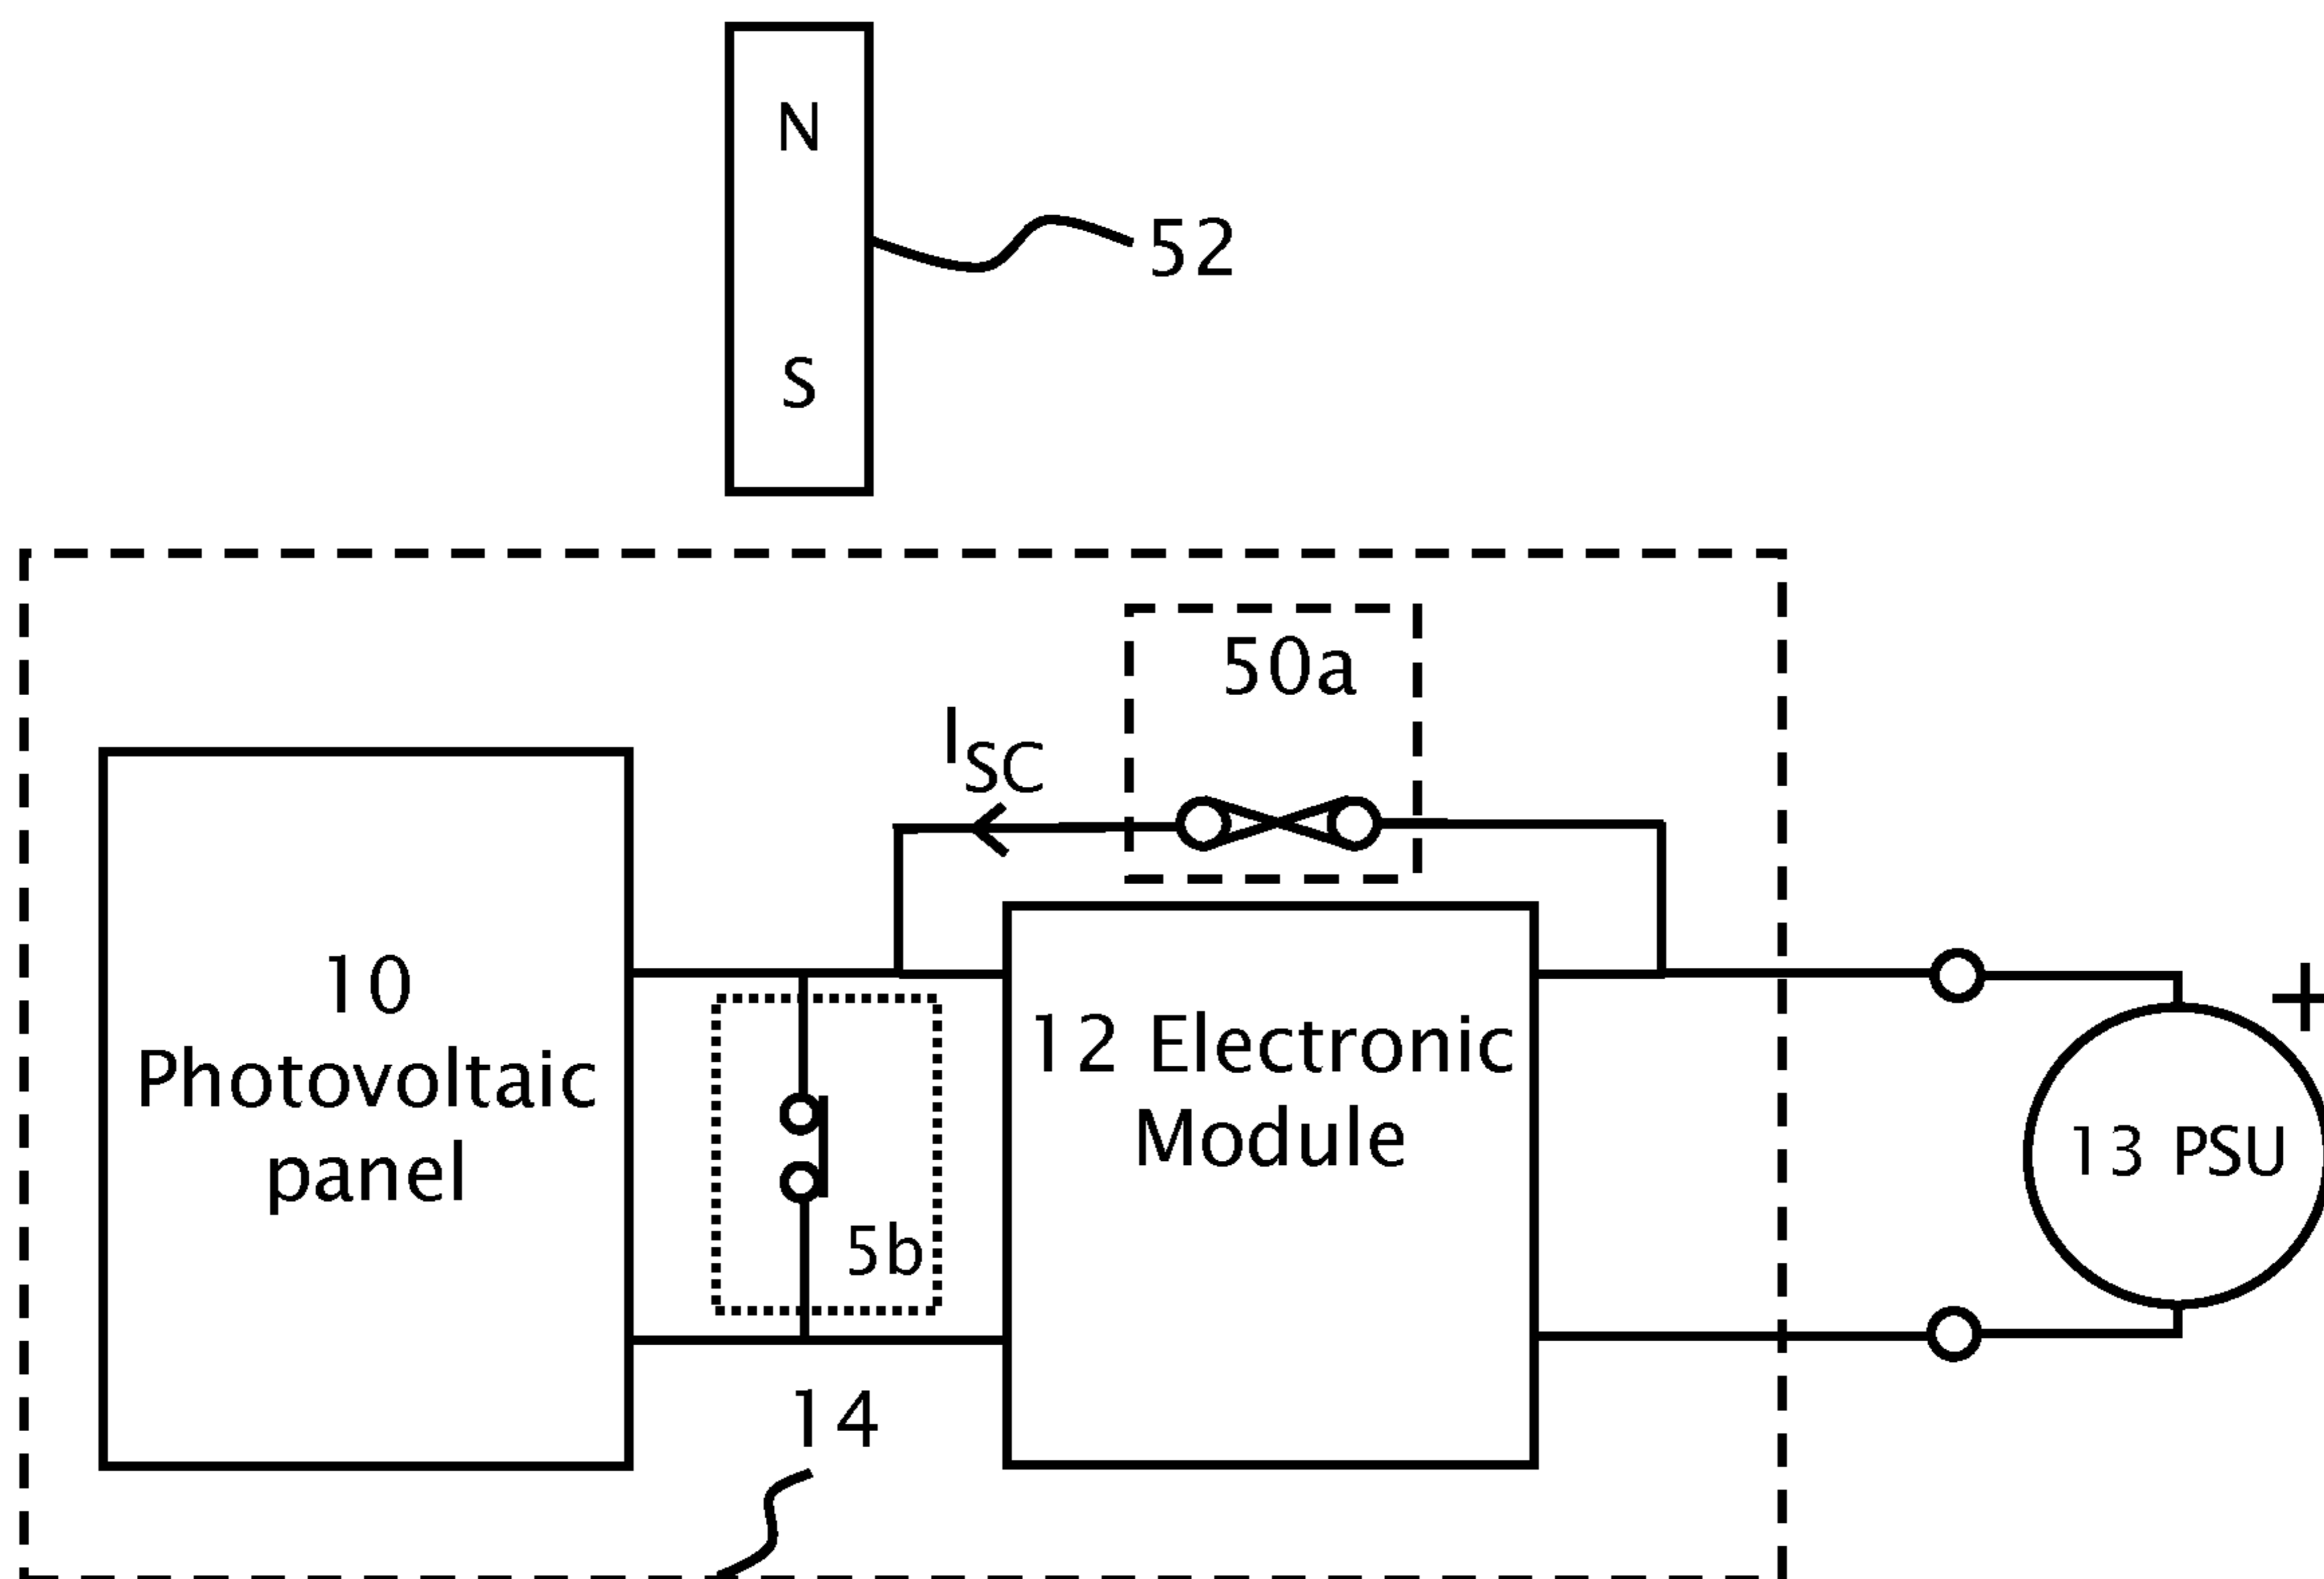 N
52
S
50a
ISC
10
Photovoltaic
panel
12 Electronic
Module
+
13 PSU
5b
14